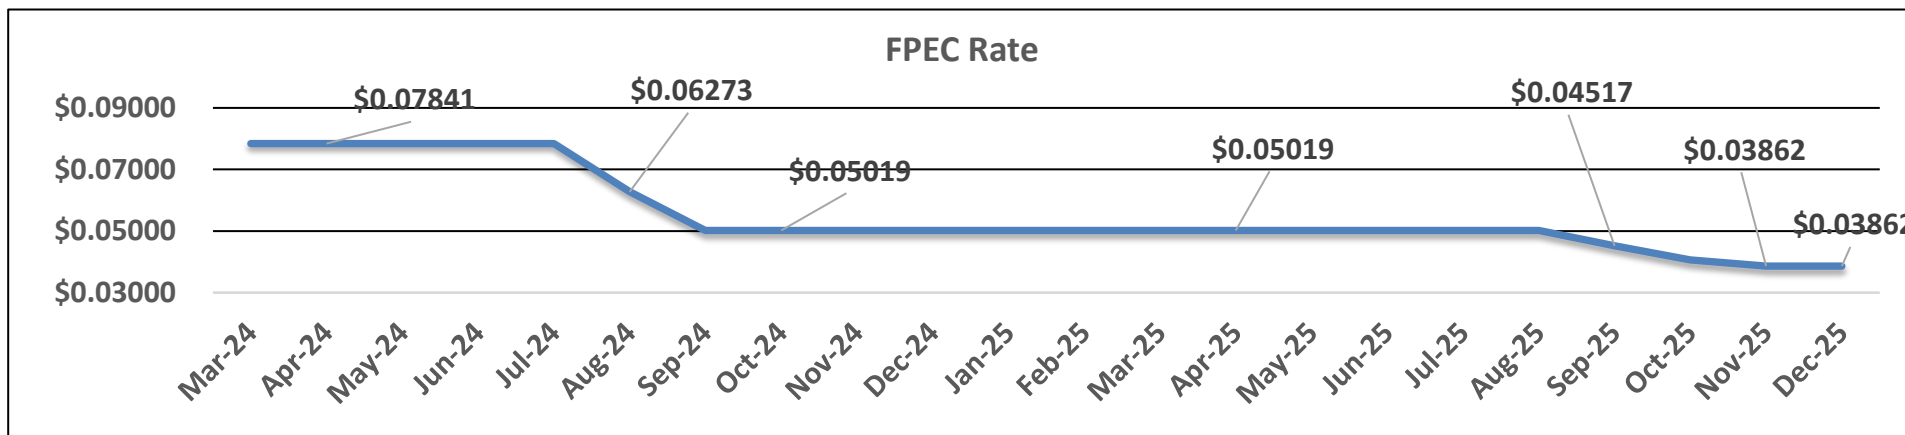 FPEC Rate
$0.09000
$0.07000
$0.05000
$0.03000
$0.07841
$0.06273
$0.05019
$0.05019
$0.04517
$0.03862
$0.03862
Mar-24
Apr-24
May-24
Jun-24
Jul-24
Aug-24
Sep-24
Oct-24
Nov-24
Dec-24
Jan-25
Feb-25
Mar-25
Apr-25
May-25
Jun-25
Jul-25
Aug-25
Sep-25
Oct-25
Nov-25
Dec-25